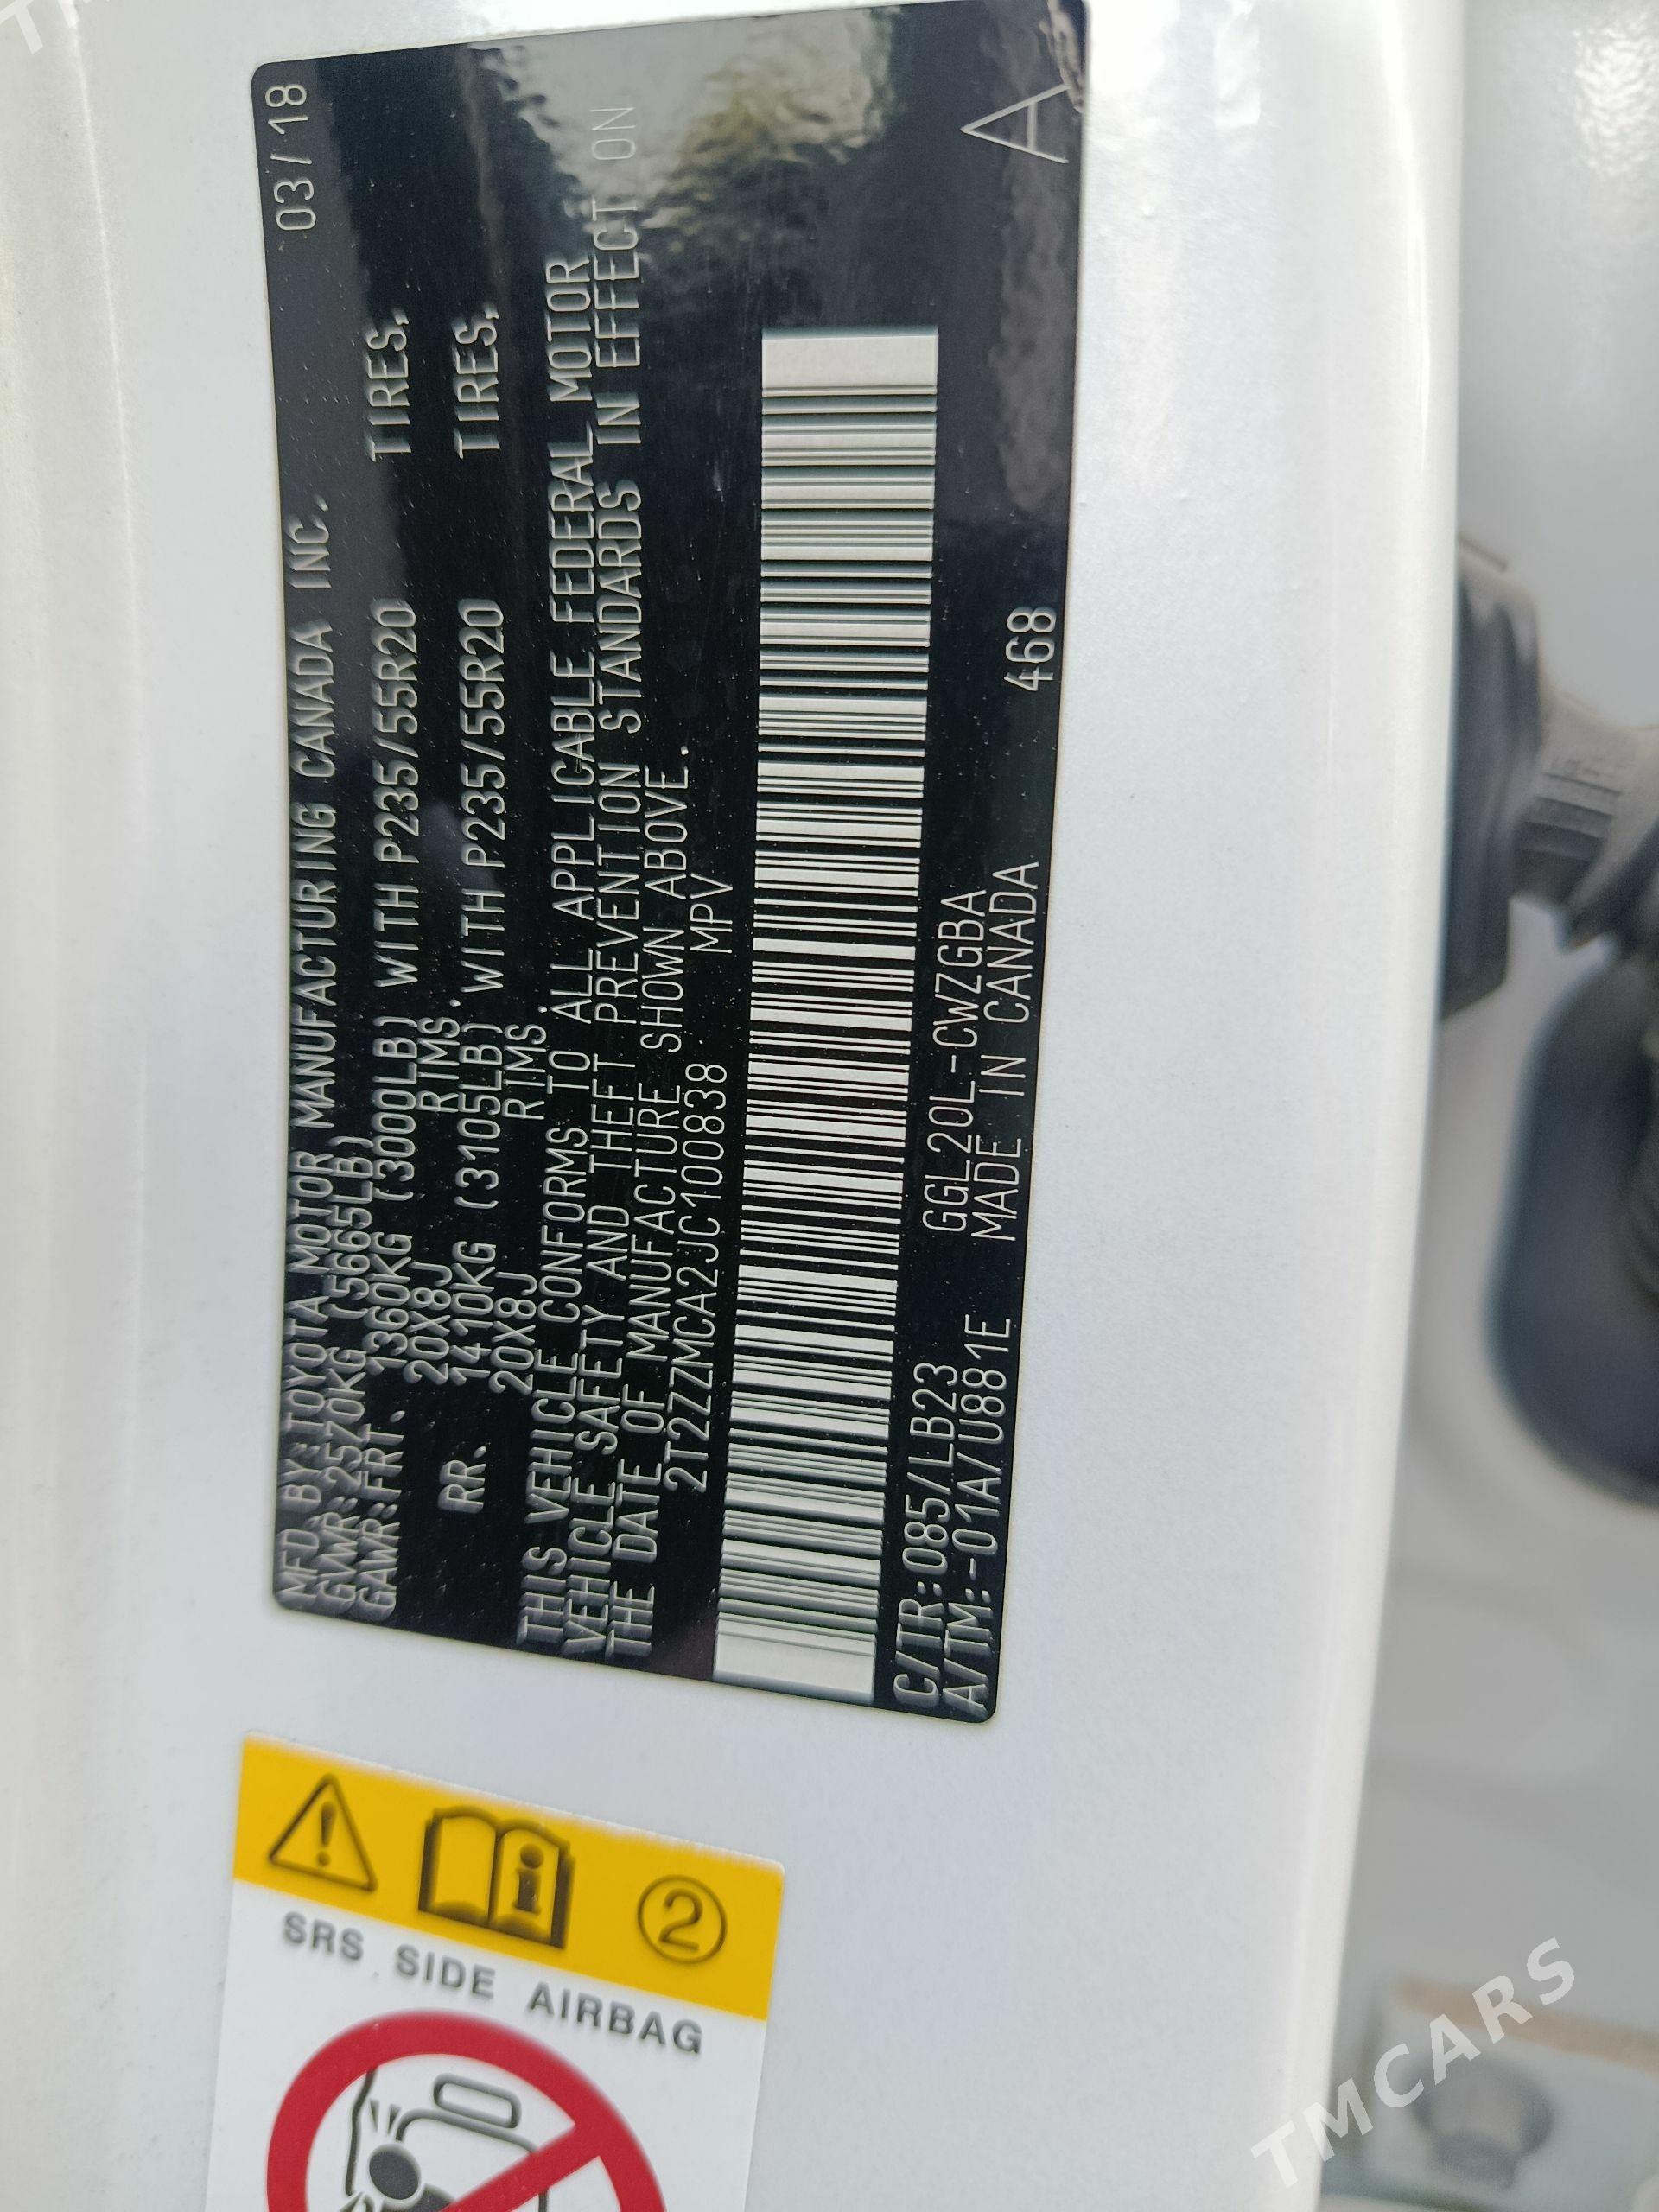 MFD. BY:TOYOTA MOTOR MANUFACTURING CANADA INC. 03/18
GVWR:2570KG (5665LB)
GAWR:FRT. 1360KG (3000LB) WITH P235/55R20 TIRES,
20X8J RIMS.
RR. 1410KG (3105LB) WITH P235/55R20 TIRES,
20X8J RIMS.
THIS VEHICLE CONFORMS TO ALL APPLICABLE FEDERAL MOTOR
VEHICLE SAFETY AND THEFT PREVENTION STANDARDS IN EFFECT ON
THE DATE OF MANUFACTURE SHOWN ABOVE.
2T2ZZMCA2JC100838 MPV
C/TR:085/LB23 GGL20L-CWZGBA
A/TM:-01A/U881E MADE IN CANADA 468
A
2
SRS SIDE AIRBAG
TMCARS